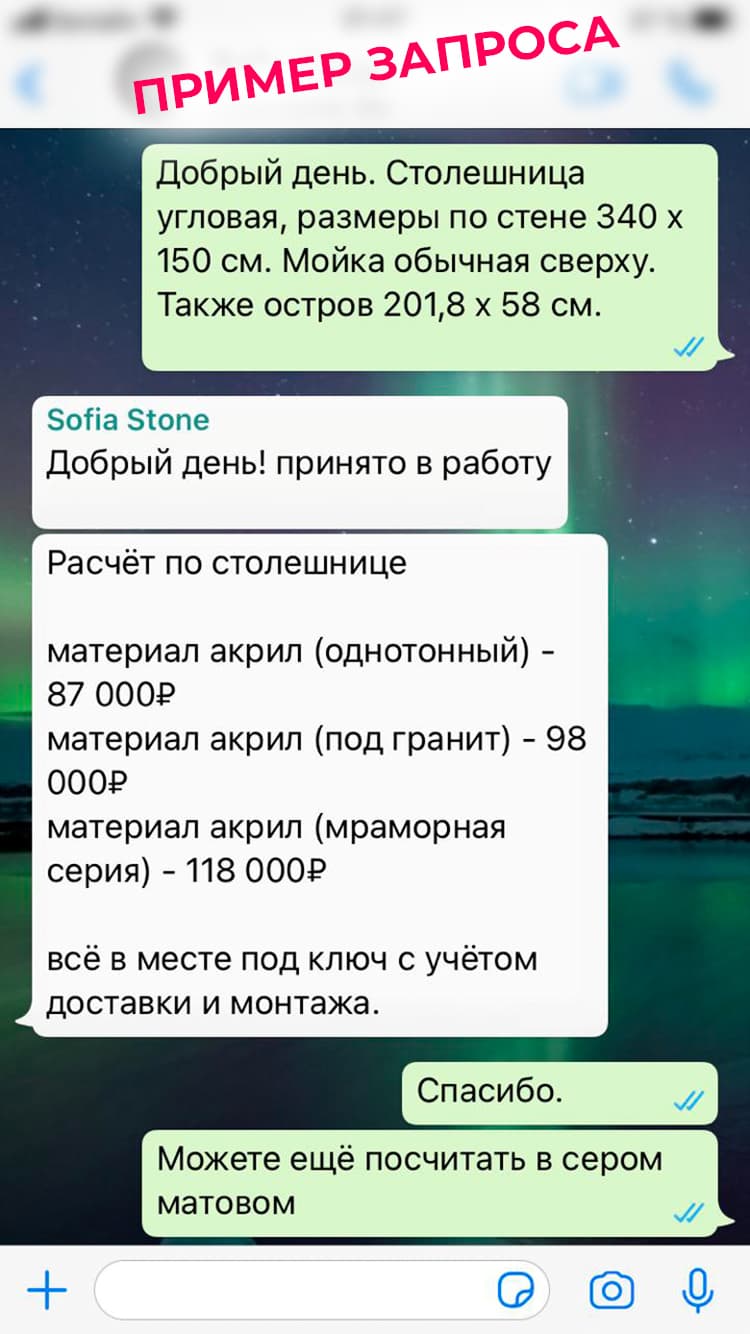 ПРИМЕР ЗАПРОСА
Добрый день. Столешница
угловая, размеры по стене 340 х
150 см. Мойка обычная сверху.
Также остров 201,8 х 58 см.
Sofia Stone
Добрый день! принято в работу
Расчёт по столешнице
материал акрил (однотонный) -
87 000₽
материал акрил (под гранит) - 98
000₽
материал акрил (мраморная
серия) - 118 000₽
всё в месте под ключ с учётом
доставки и монтажа.
Спасибо.
Можете ещё посчитать в сером
матовом